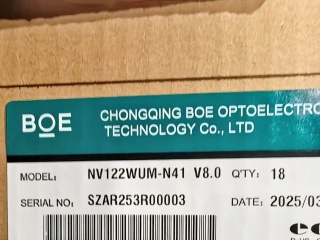 BOE
CHONGQING BOE OPTOELECTRO
TECHNOLOGY Co., LTD
MODEL: NV122WUM-N41 V8.0 Q'TY: 18
SERIAL NO: SZAR253R00003 DATE: 2025/03